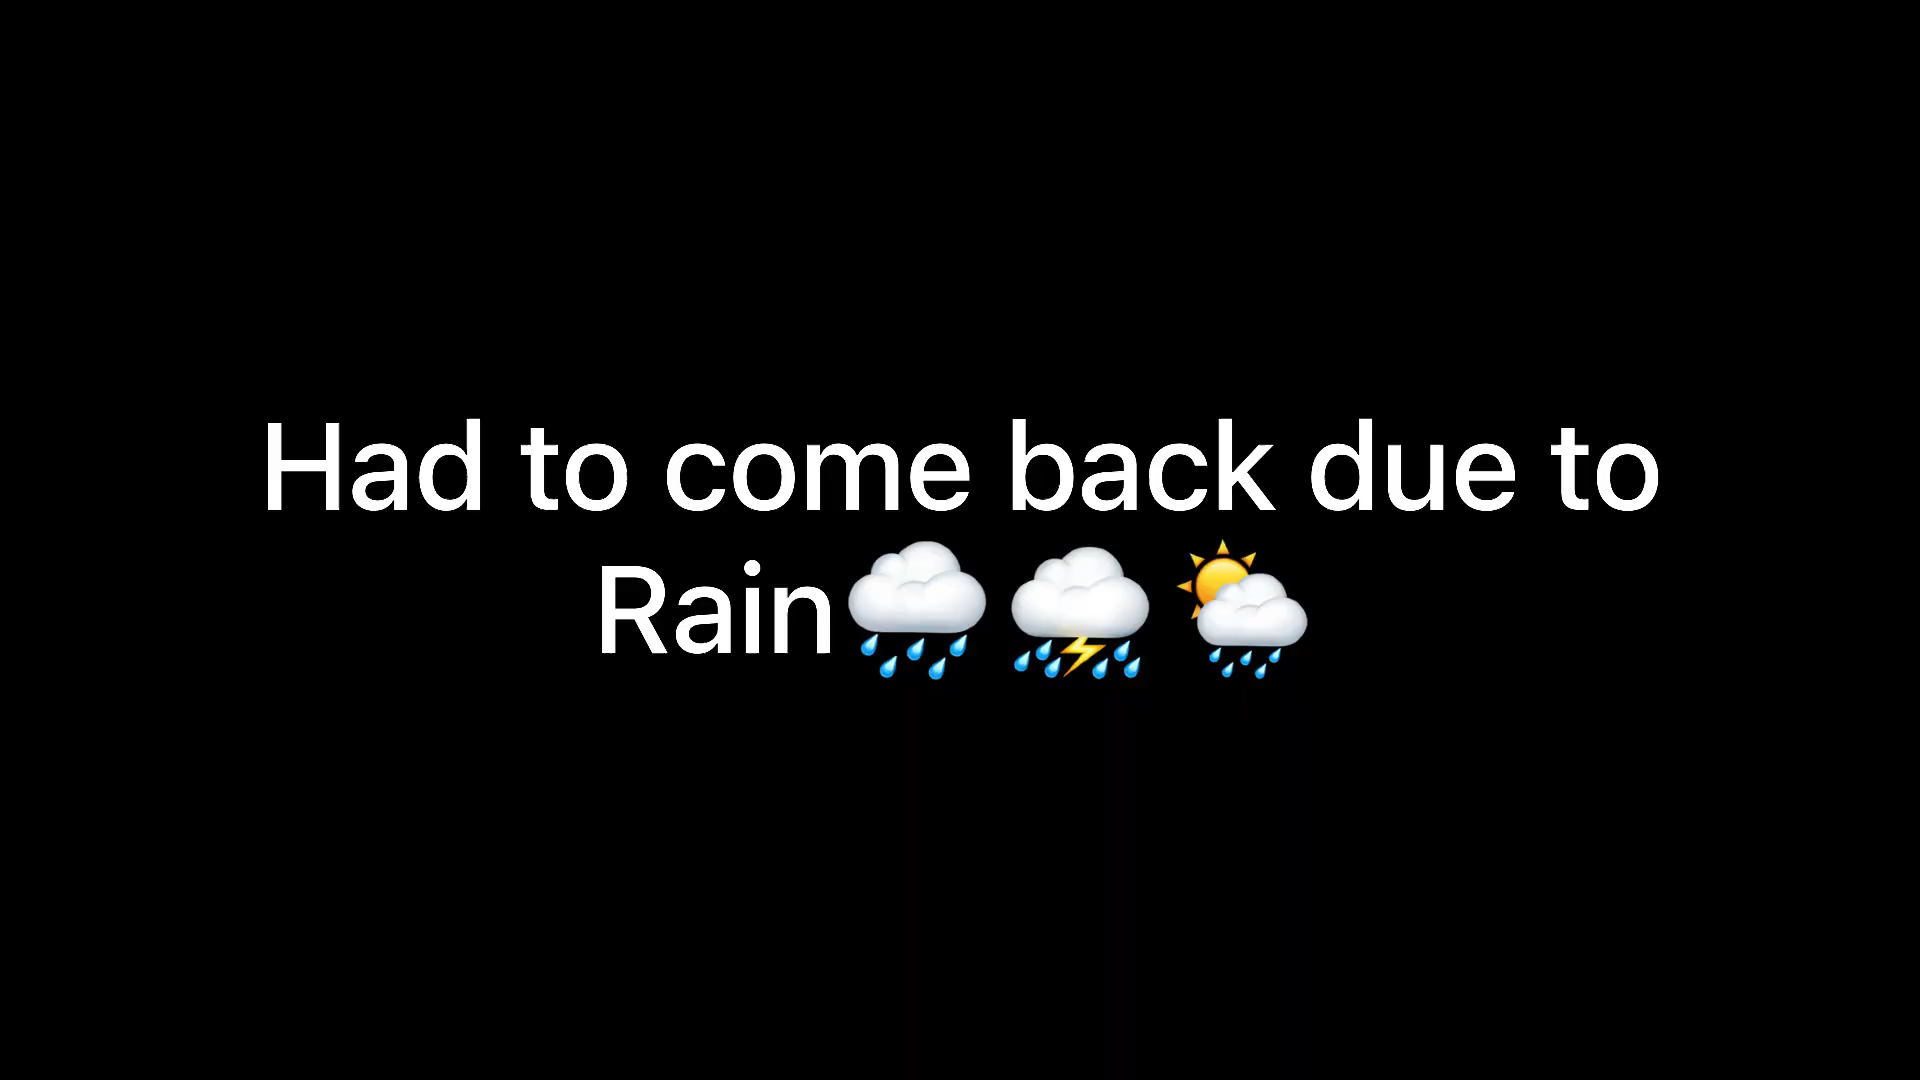 Had to come back due to
Rain🌧️⛈️🌦️